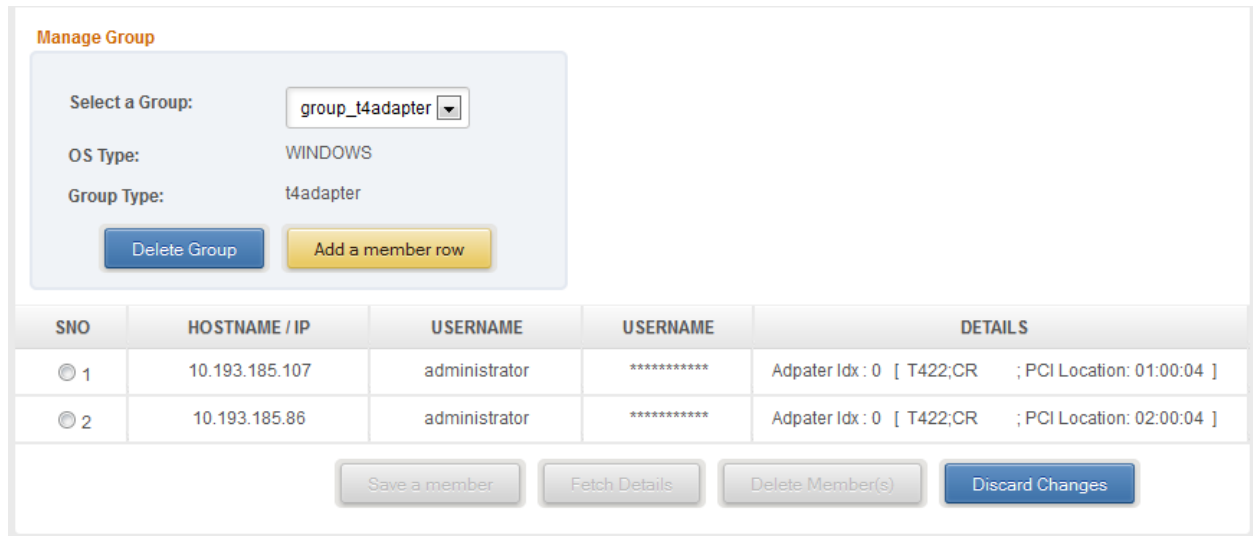 Manage Group
Select a Group: group_t4adapter
OS Type: WINDOWS
Group Type: t4adapter
Delete Group Add a member row
SNO HOSTNAME / IP USERNAME USERNAME DETAILS
1 10.193.185.107 administrator *********** Adpater Idx : 0 [ T422;CR ; PCI Location: 01:00:04 ]
2 10.193.185.86 administrator *********** Adpater Idx : 0 [ T422;CR ; PCI Location: 02:00:04 ]
Save a member Fetch Details Delete Member(s) Discard Changes